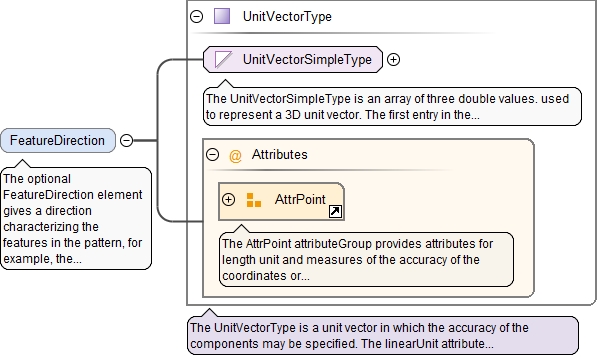 UnitVectorType
UnitVectorSimpleType
The UnitVectorSimpleType is an array of three double values. used
to represent a 3D unit vector. The first entry in the...
FeatureDirection
The optional
FeatureDirection element
gives a direction
characterizing the
features in the pattern, for
example, the...
@ Attributes
AttrPoint
The AttrPoint attributeGroup provides attributes for
length unit and measures of the accuracy of the
coordinates or...
The UnitVectorType is a unit vector in which the accuracy of the
components may be specified. The linearUnit attribute...